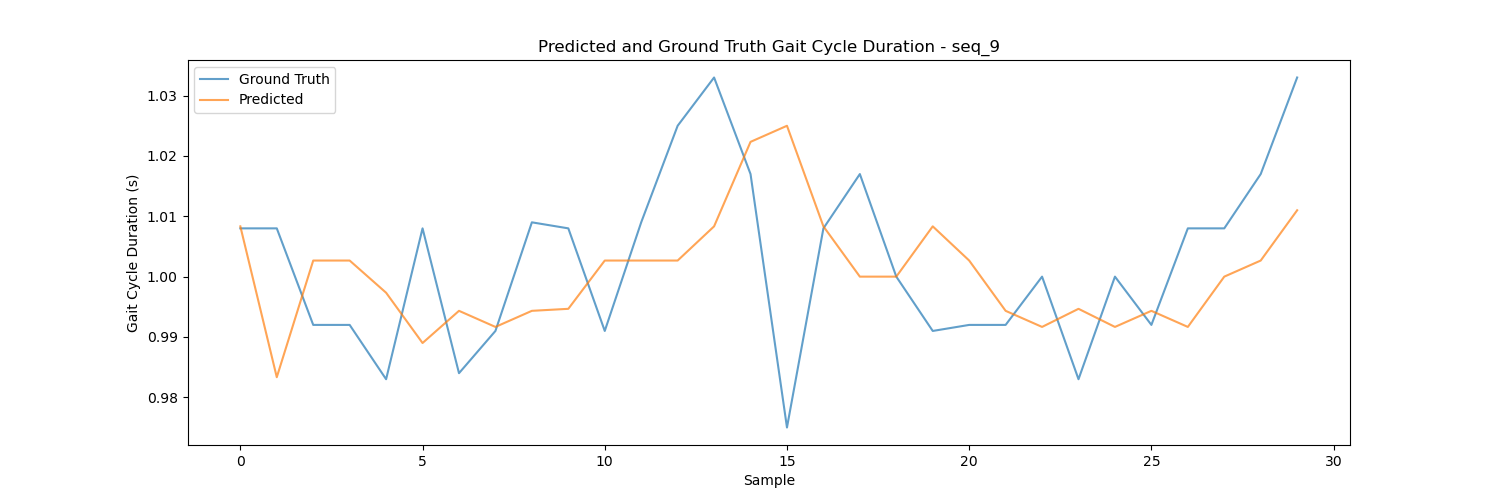 Predicted and Ground Truth Gait Cycle Duration - seq_9
Ground Truth
Predicted
Gait Cycle Duration (s)
1.03
1.02
1.01
1.00
0.99
0.98
0 5 10 15 20 25 30
Sample